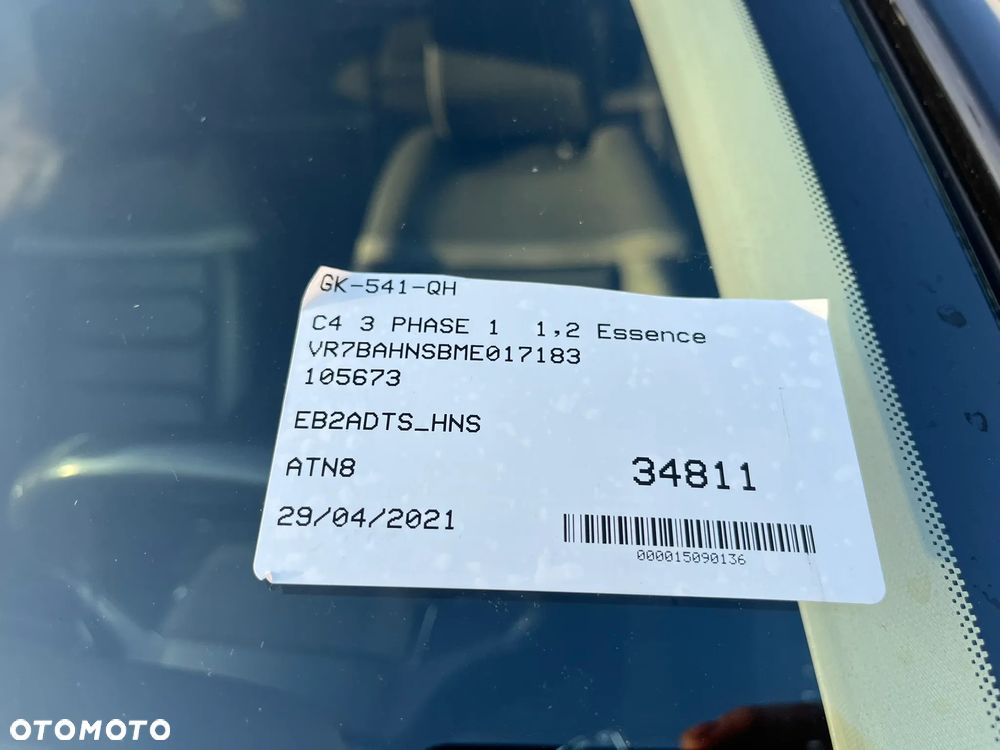 GK-541-QH
C4 3 PHASE 1 1,2 Essence
VR7BAHNSBME017183
105673
EB2ADTS_HNS
ATN8
34811
29/04/2021
000015090136
OTOMOTO